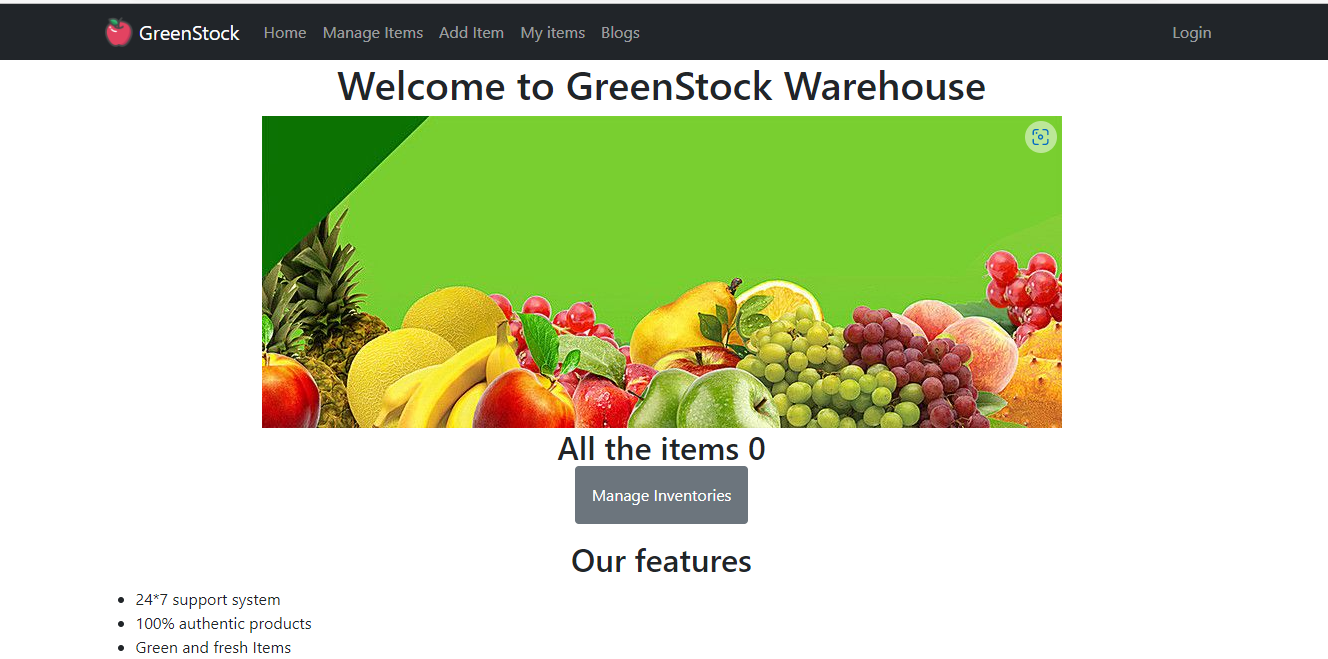 GreenStock Home Manage Items Add Item My items Blogs Login
Welcome to GreenStock Warehouse
All the items 0
Manage Inventories
Our features
24*7 support system
100% authentic products
Green and fresh Items